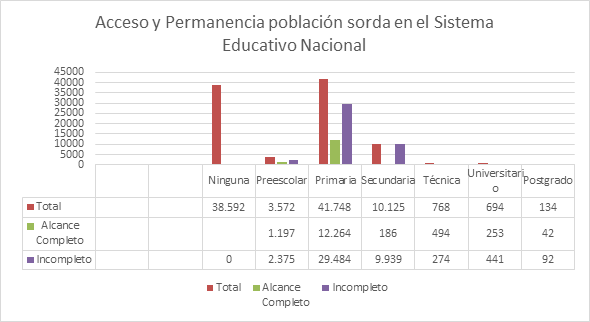 Acceso y Permanencia población sorda en el Sistema
Educativo Nacional
45000
40000
35000
30000
25000
20000
15000
10000
5000
0
Ninguna Preescolar Primaria Secundaria Técnica Universitari
o Postgrado
Total 38.592 3.572 41.748 10.125 768 694 134
Alcance
Completo 1.197 12.264 186 494 253 42
Incompleto 0 2.375 29.484 9.939 274 441 92
Total Alcance
Completo Incompleto